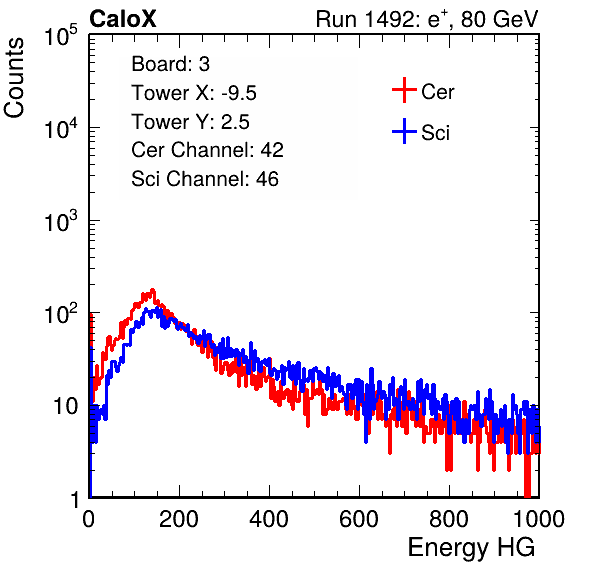 CaloX Run 1492: e⁺, 80 GeV
Counts
Board: 3
Tower X: -9.5
Tower Y: 2.5
Cer Channel: 42
Sci Channel: 46
Cer
Sci
10⁵
10⁴
10³
10²
10
1
0 200 400 600 800 1000
Energy HG